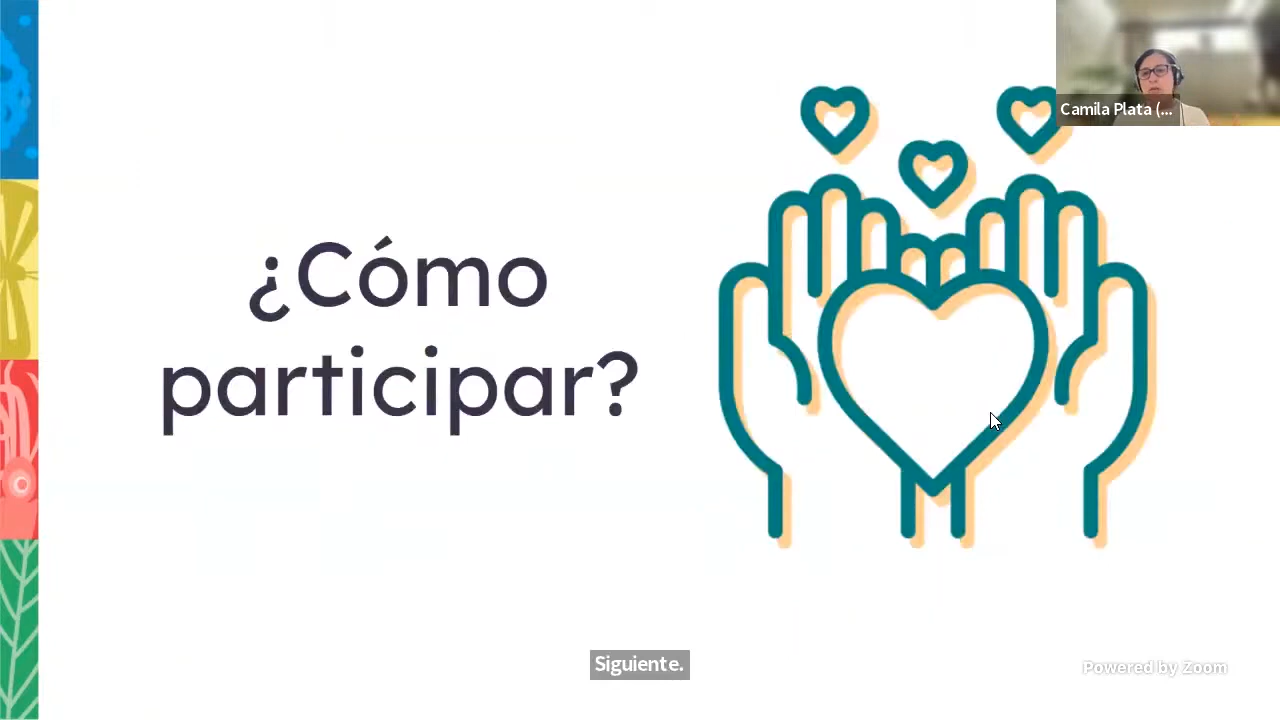 Camila Plata (...
¿Cómo
participar?
Siguiente.
Powered by Zoom